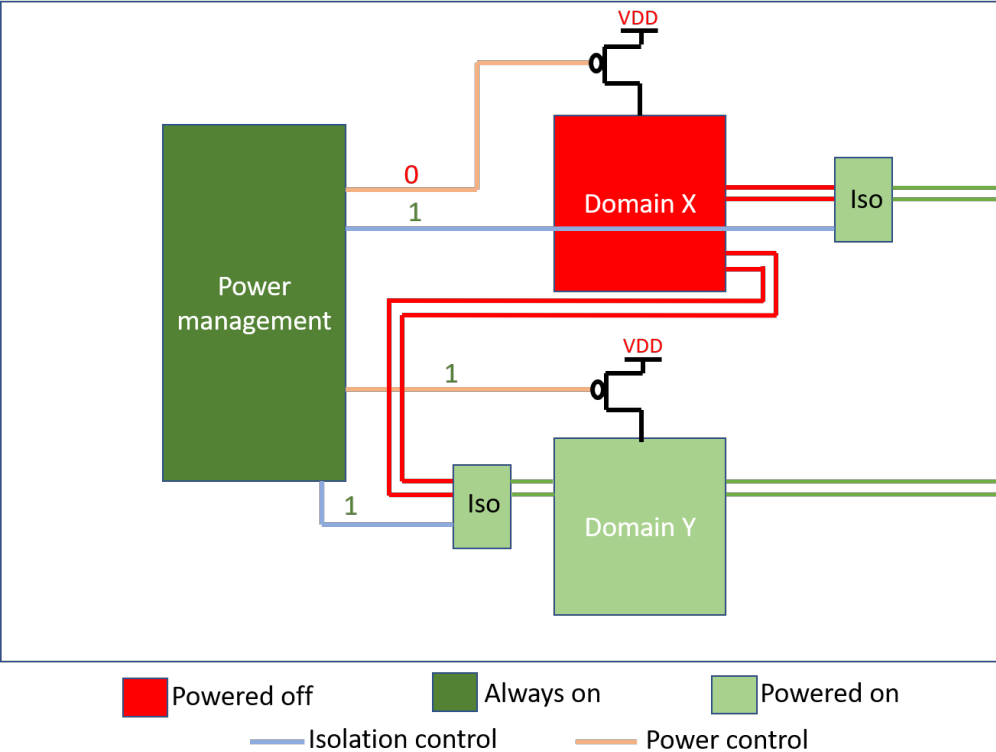 VDD
0
1
Domain X
Iso
Power
management
VDD
1
1
Iso
Domain Y
Powered off
Always on
Powered on
Isolation control
Power control